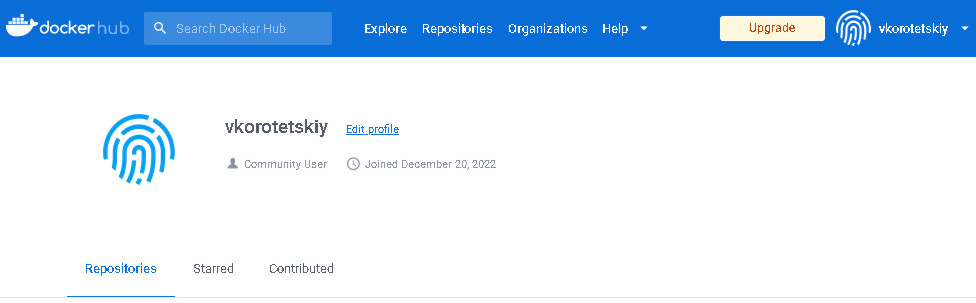 docker hub Search Docker Hub Explore Repositories Organizations Help Upgrade vkorotetskiy
vkorotetskiy Edit profile
Community User Joined December 20, 2022
Repositories Starred Contributed